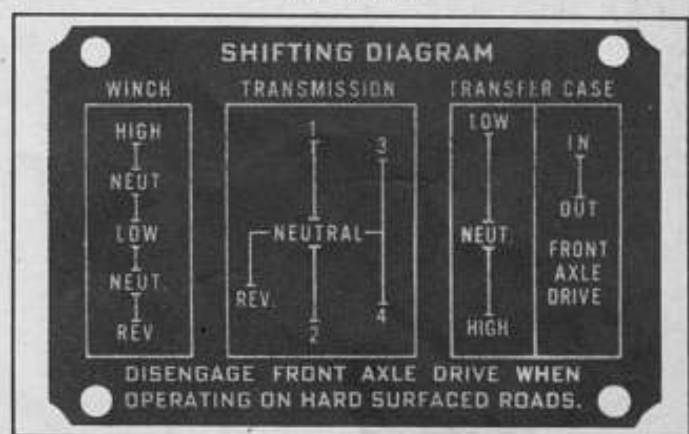 SHIFTING DIAGRAM
WINCH
HIGH
NEUT
LOW
NEUT.
REV
TRANSMISSION
1 3
NEUTRAL
REV.
2 4
TRANSFER CASE
LOW
NEUT.
HIGH
IN
OUT
FRONT
AXLE
DRIVE
DISENGAGE FRONT AXLE DRIVE WHEN
OPERATING ON HARD SURFACED ROADS.